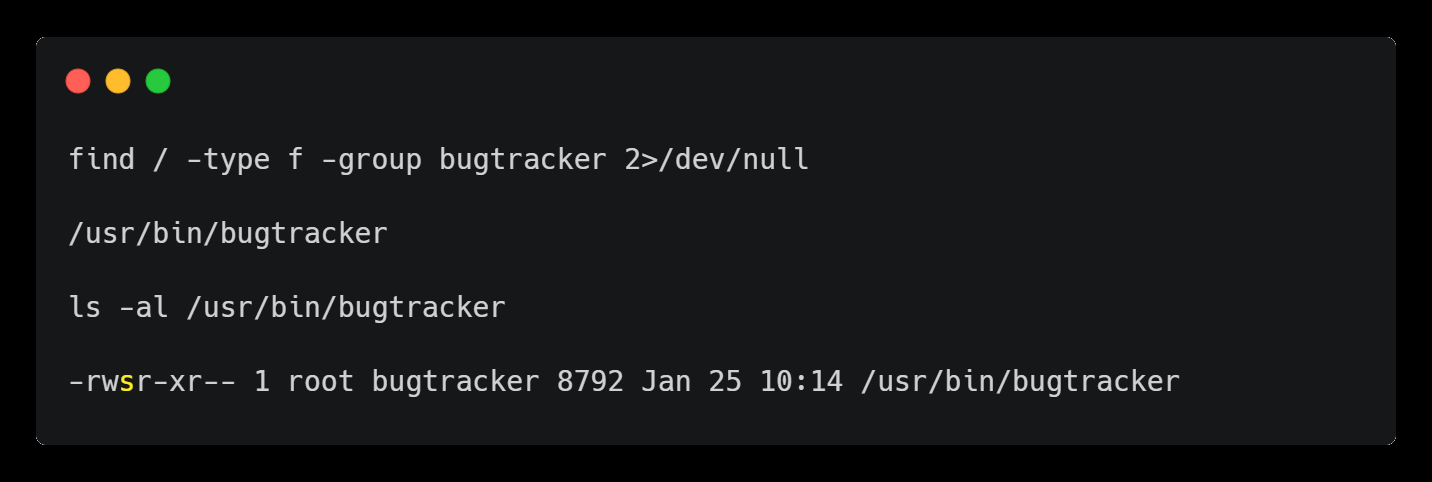 find / -type f -group bugtracker 2>/dev/null
/usr/bin/bugtracker
ls -al /usr/bin/bugtracker
-rwsr-xr-- 1 root bugtracker 8792 Jan 25 10:14 /usr/bin/bugtracker